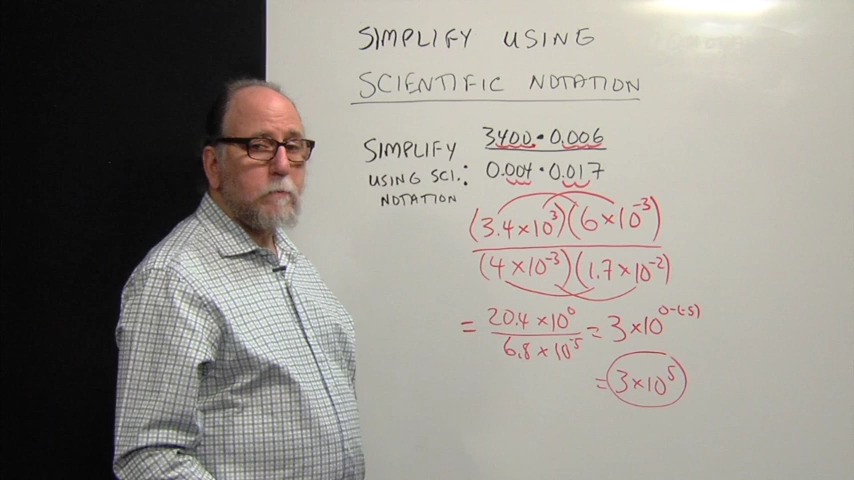 SIMPLIFY USING
SCIENTIFIC NOTATION
SIMPLIFY
USING SCI. :
NOTATION
3400 • 0.006
0.004 • 0.017
(3.4 × 10³)(6 × 10⁻³)
(4 × 10⁻³)(1.7 × 10⁻²)
= 20.4 × 10⁰ / 6.8 × 10⁻⁵ = 3 × 10⁰⁻⁽⁻⁵⁾
= 3 × 10⁵